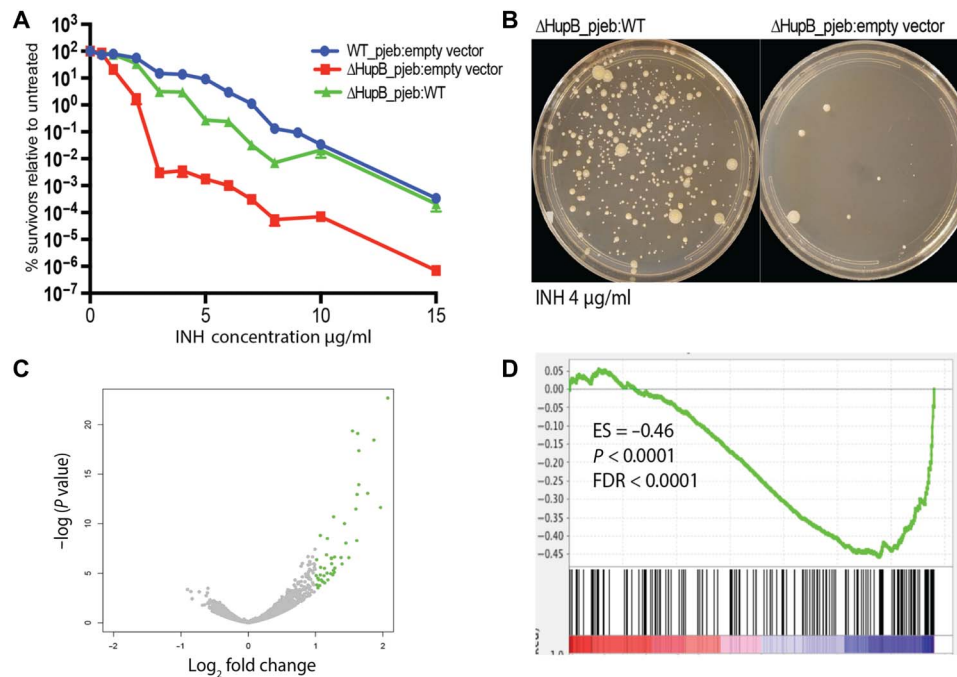 A
10³
10²
10¹
10⁰
10⁻¹
10⁻²
10⁻³
10⁻⁴
10⁻⁵
10⁻⁶
10⁻⁷
% survivors relative to untreated
0 5 10 15
INH concentration µg/ml
WT_pjeb:empty vector
ΔHupB_pjeb:empty vector
ΔHupB_pjeb:WT
B
ΔHupB_pjeb:WT ΔHupB_pjeb:empty vector
INH 4 µg/ml
C
20
15
10
5
0
−log (P value)
−2 −1 0 1 2
Log₂ fold change
D
0.05
0.00
−0.05
−0.10
−0.15
−0.20
−0.25
−0.30
−0.35
−0.40
−0.45
ES = −0.46
P < 0.0001
FDR < 0.0001